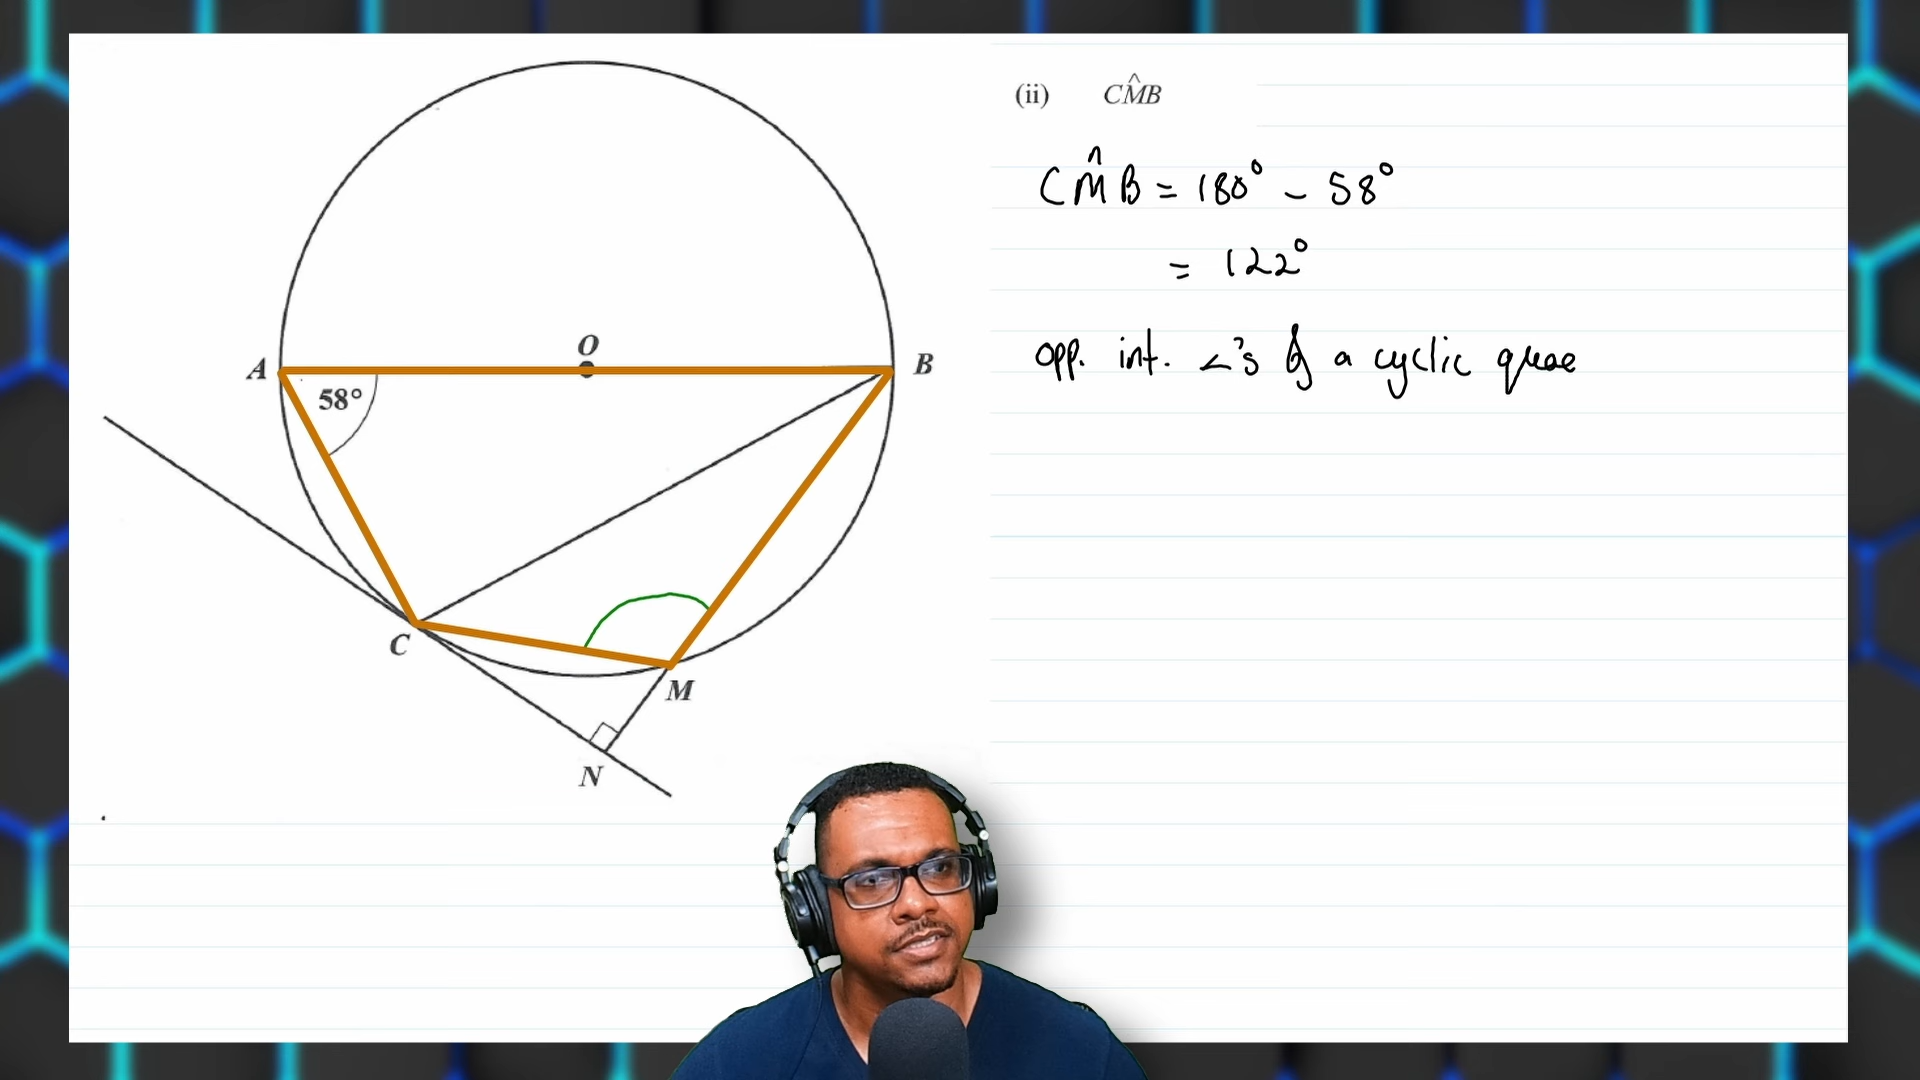 (ii) CM̂B
CM̂B = 180° - 58°
= 122°
opp. int. ∠'s of a cyclic quad
O
A
B
58°
C
M
N